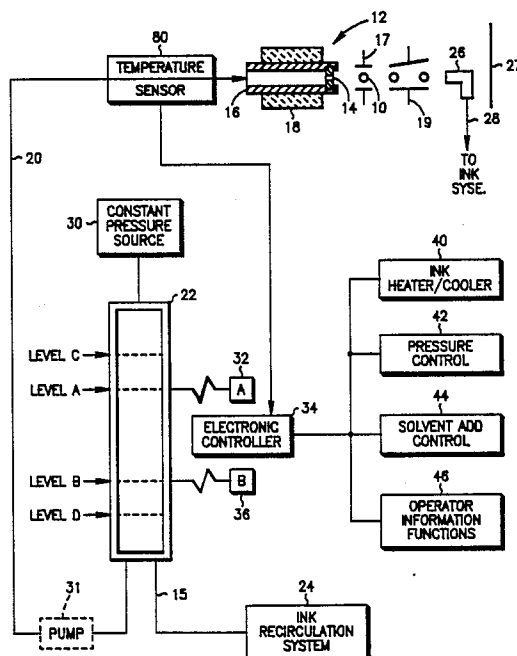 80
12
TEMPERATURE
SENSOR
17
26
27
16
18
14
10
19
28
TO
INK
SYSE.
20
30
CONSTANT
PRESSURE
SOURCE
22
40
INK
HEATER/COOLER
LEVEL C
LEVEL A
32
A
42
PRESSURE
CONTROL
34
ELECTRONIC
CONTROLLER
44
SOLVENT ADD
CONTROL
LEVEL B
B
36
LEVEL D
46
OPERATOR
INFORMATION
FUNCTIONS
31
PUMP
15
24
INK
RECIRCULATION
SYSTEM